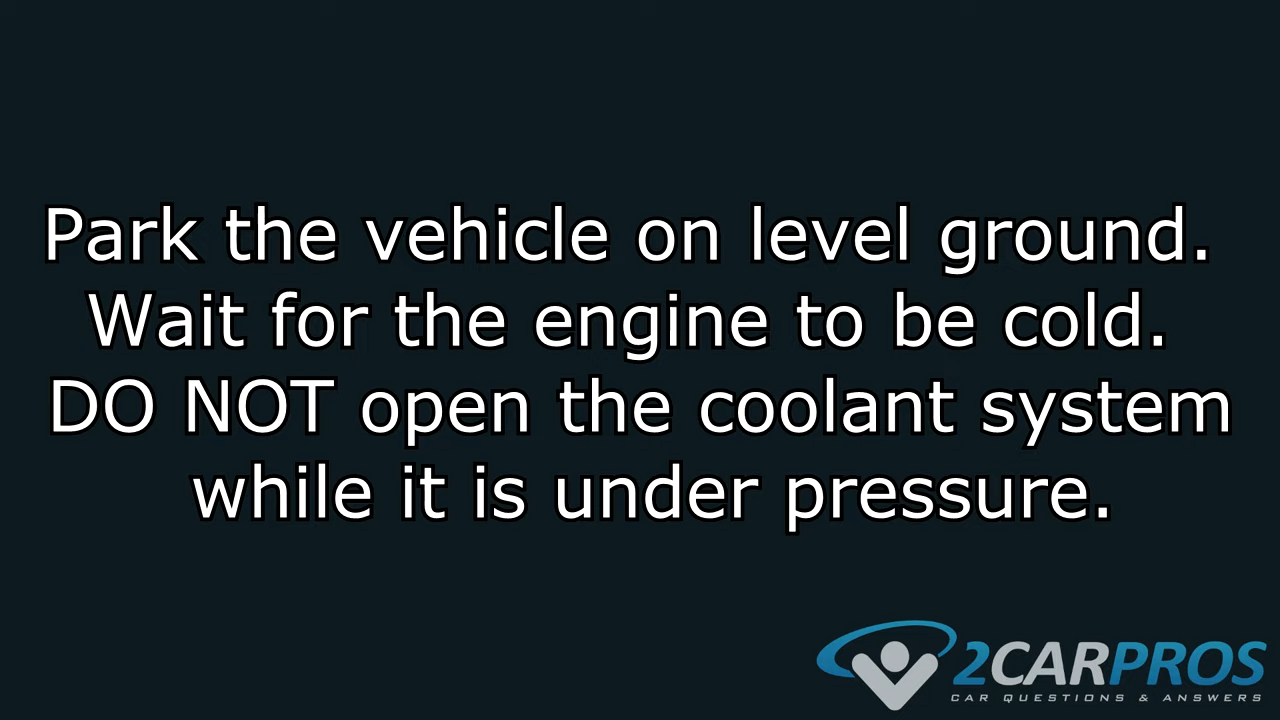 Park the vehicle on level ground.
Wait for the engine to be cold.
DO NOT open the coolant system
while it is under pressure.
2CARPROS
CAR QUESTIONS & ANSWERS